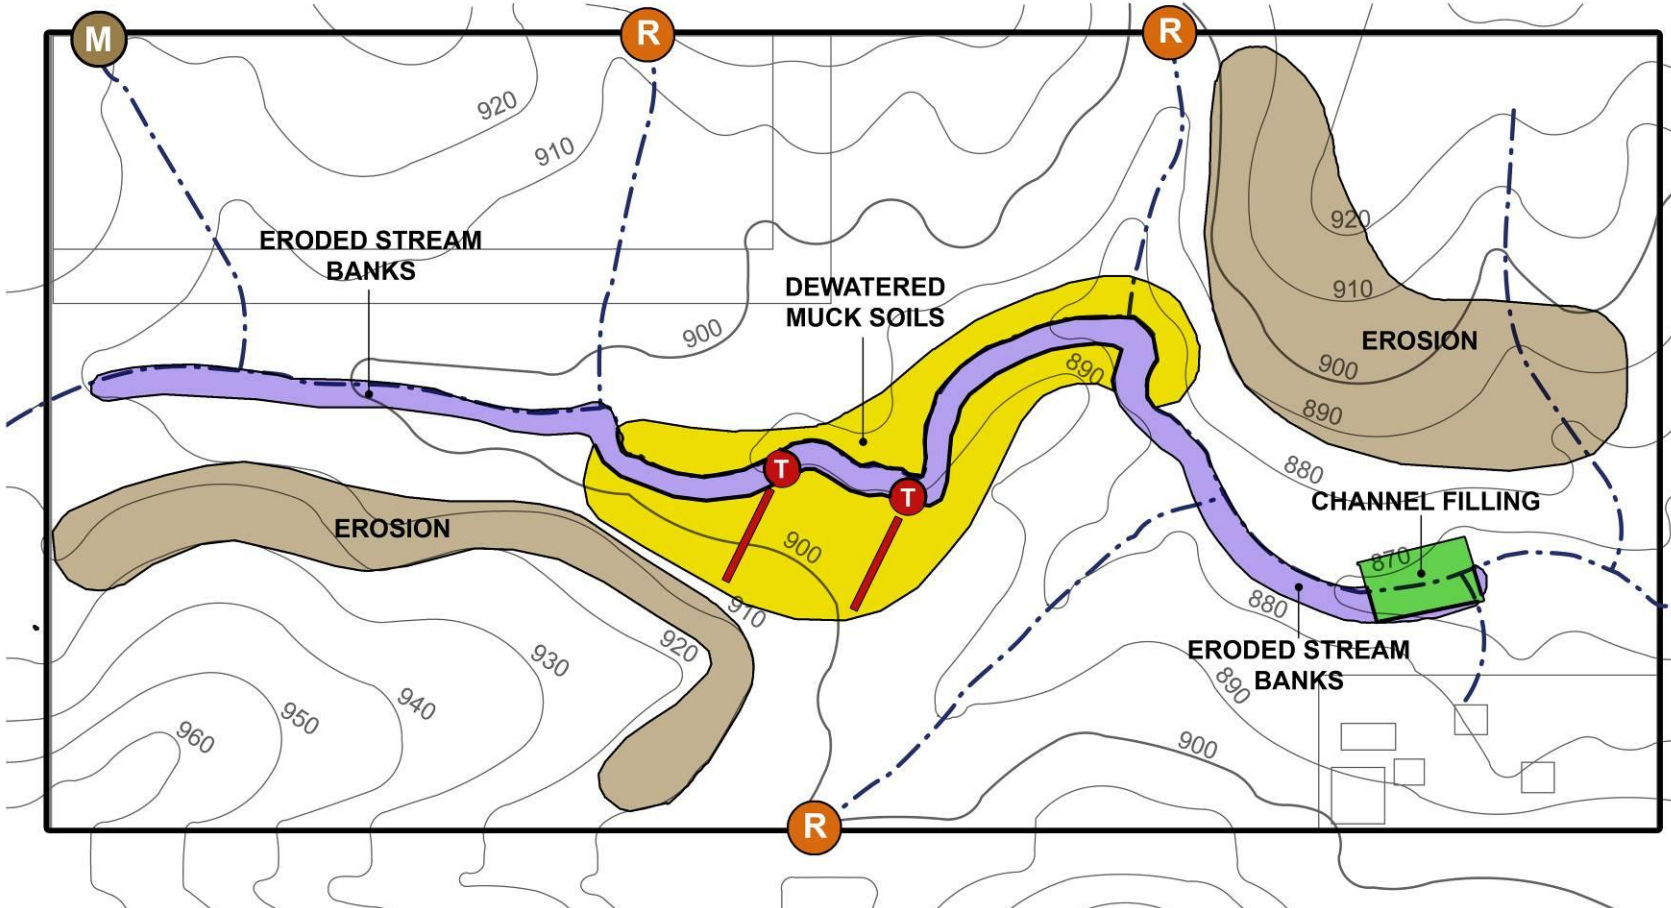 M
R
R
920
910
920
ERODED STREAM
BANKS
DEWATERED
MUCK SOILS
910
900
EROSION
900
890
890
880
CHANNEL FILLING
EROSION
900
870
880
910
920
930
ERODED STREAM
BANKS
890
940
950
960
900
T
T
R